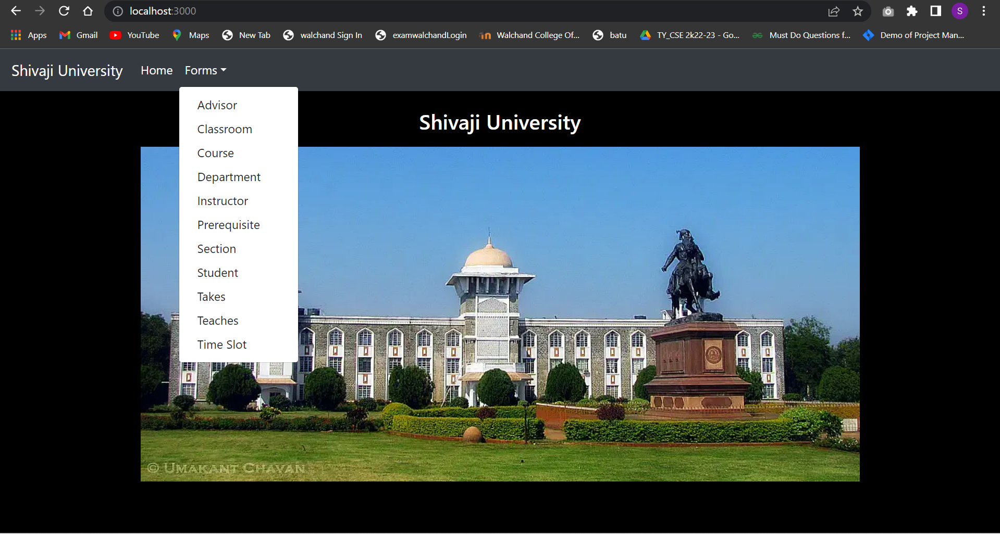 localhost:3000
S
Apps Gmail YouTube Maps New Tab walchand Sign In examwalchandLogin Walchand College Of... batu TY_CSE 2k22-23 - Go... Must Do Questions f... Demo of Project Man...
Shivaji University Home Forms
Advisor
Classroom
Course
Department
Instructor
Prerequisite
Section
Student
Takes
Teaches
Time Slot
Shivaji University
© Umakant Chavan